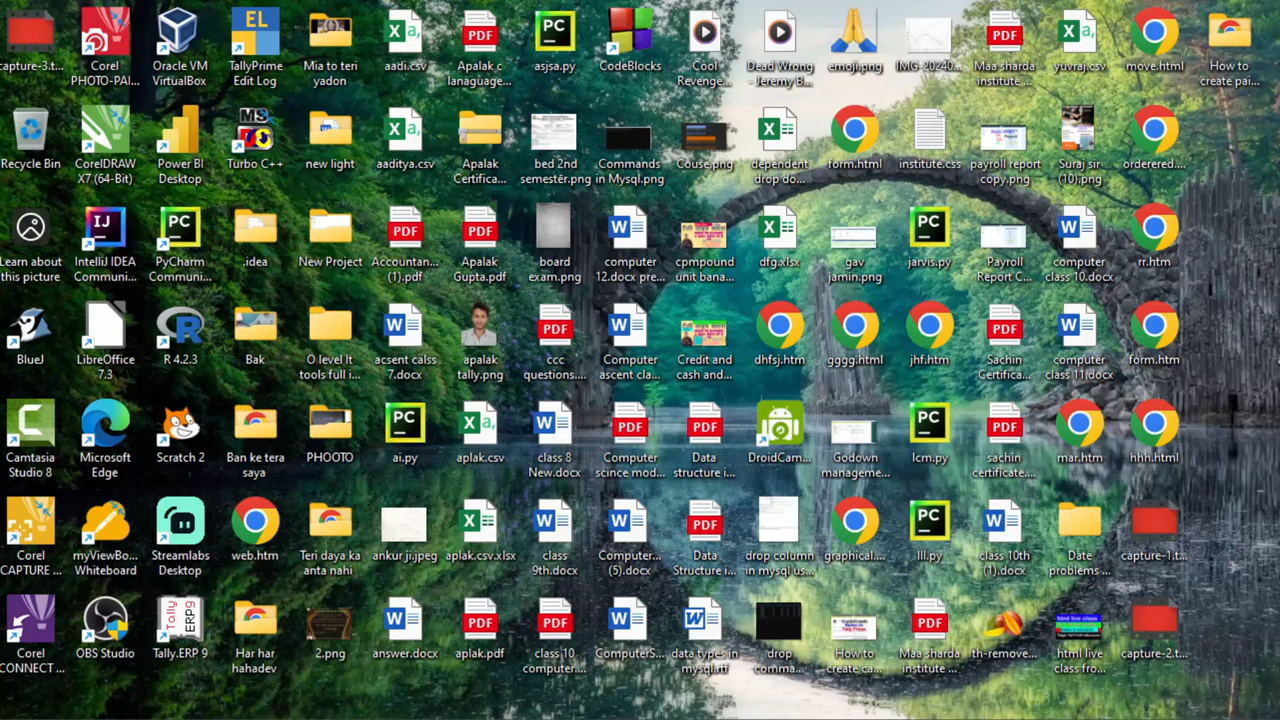 capture-3.t...
Corel
PHOTO-PAI...
Oracle VM
VirtualBox
TallyPrime
Edit Log
Mia to teri
yadon
aadi.csv
Apalak c
lanaguage...
asjsa.py
CodeBlocks
Cool
Revenge...
Dead Wrong
- Jeremy B...
emoji.png
IMG-20240...
Maa sharda
institute ...
yuvraj.csv
move.html
How to
create pai...
Recycle Bin
CorelDRAW
X7 (64-Bit)
Power BI
Desktop
Turbo C++
new light
aaditya.csv
Apalak
Certifica...
bed 2nd
semester.png
Commands
in Mysql.png
Couse.png
dependent
drop do...
form.html
institute.css
payroll report
copy.png
Suraj sir
(10).png
orderered....
Learn about
this picture
IntelliJ IDEA
Communi...
PyCharm
Communi...
.idea
New Project
Accountan...
(1).pdf
Apalak
Gupta.pdf
board
exam.png
computer
12.docx pre...
cpmpound
unit bana...
dfg.xlsx
gav
jamin.png
jarvis.py
Payroll
Report C...
computer
class 10.docx
rr.htm
BlueJ
LibreOffice
7.3
R 4.2.3
Bak
O level It
tools full i...
acsent calss
7.docx
apalak
tally.png
ccc
questions....
Computer
ascent cla...
Credit and
cash and...
dhfsj.htm
gggg.html
jhf.htm
Sachin
Certifica...
computer
class 11.docx
form.htm
Camtasia
Studio 8
Microsoft
Edge
Scratch 2
Ban ke tera
saya
PHOOTO
ai.py
aplak.csv
class 8
New.docx
Computer
scince mod...
Data
structure i...
DroidCam...
Godown
manageme...
lcm.py
sachin
certificate....
mar.htm
hhh.html
Corel
CAPTURE ...
myViewBo...
Whiteboard
Streamlabs
Desktop
web.htm
Teri daya ka
anta nahi
ankur ji.jpeg
aplak.csv.xlsx
class
9th.docx
Computer...
(5).docx
Data
Structure i...
drop column
in mysql us...
graphical....
lll.py
class 10th
(1).docx
Date
problems ...
capture-1.t...
Corel
CONNECT ...
OBS Studio
Tally.ERP 9
Har har
hahadev
2.png
answer.docx
aplak.pdf
class 10
computer....
ComputerS...
data types in
mysql.rtf
drop
comma...
How to
create ca...
Maa sharda
institute ...
th-remove...
html live
class fro...
capture-2.t...